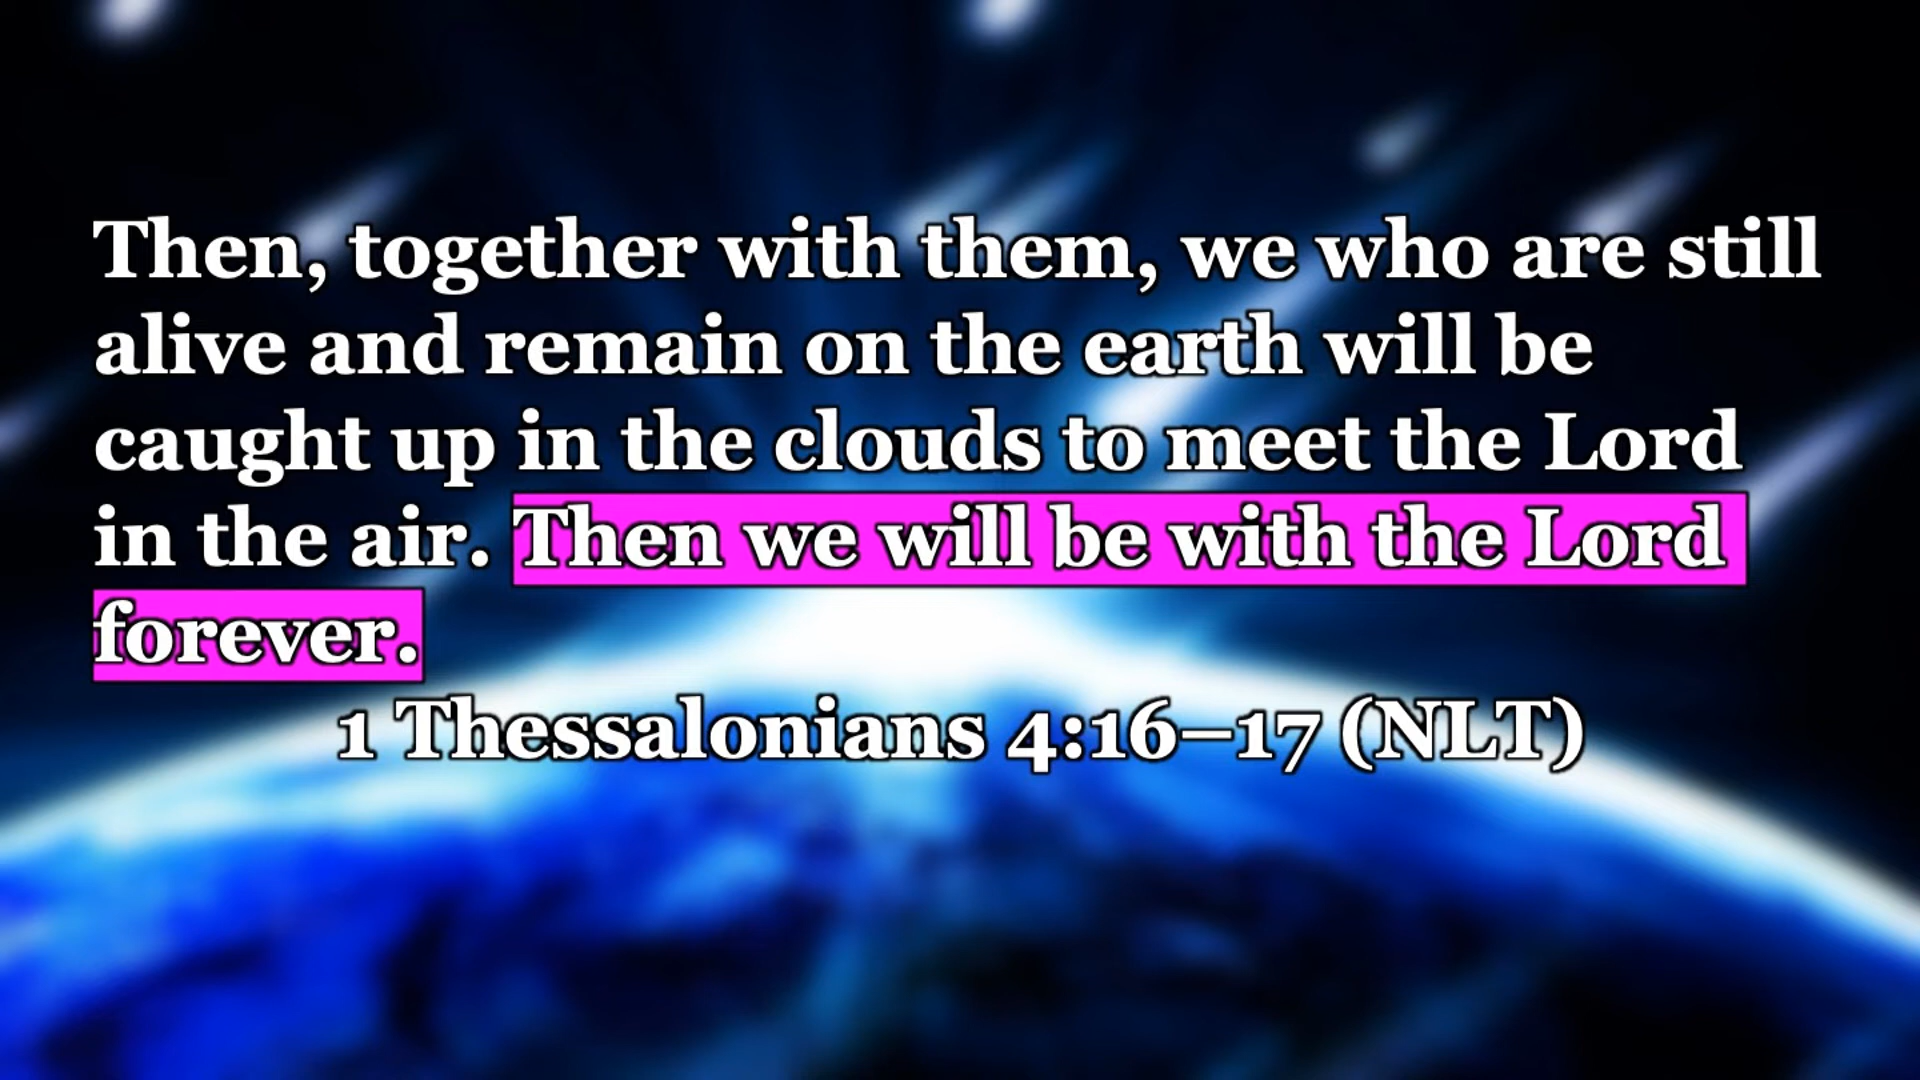 Then, together with them, we who are still
alive and remain on the earth will be
caught up in the clouds to meet the Lord
in the air. Then we will be with the Lord
forever.
1 Thessalonians 4:16–17 (NLT)